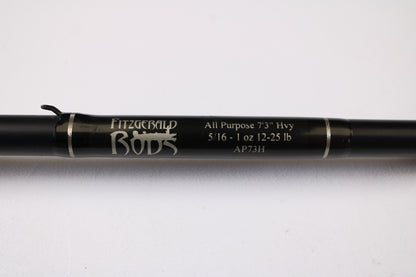 FITZGERALD
RODS
All Purpose 7'3" Hvy
5/16 - 1 oz 12-25 lb
AP73H